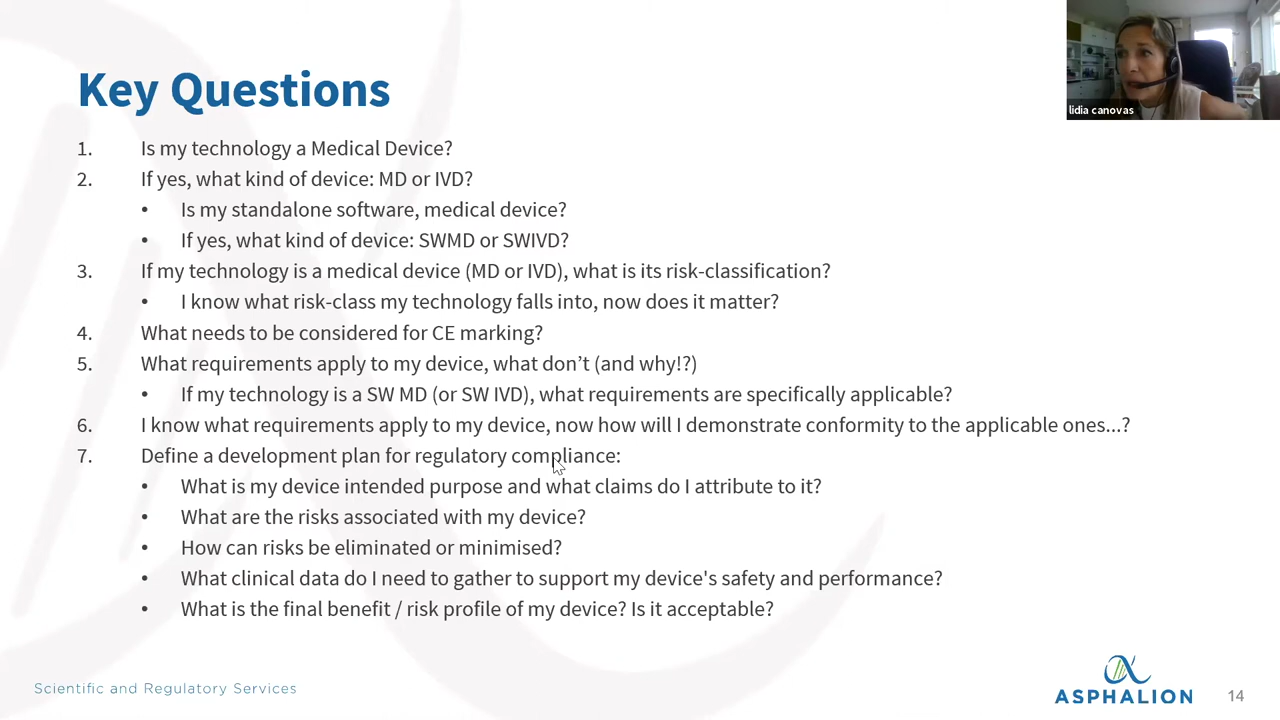 Key Questions
lidia canovas
1. Is my technology a Medical Device?
2. If yes, what kind of device: MD or IVD?
• Is my standalone software, medical device?
• If yes, what kind of device: SWMD or SWIVD?
3. If my technology is a medical device (MD or IVD), what is its risk-classification?
• I know what risk-class my technology falls into, now does it matter?
4. What needs to be considered for CE marking?
5. What requirements apply to my device, what don’t (and why!?)
• If my technology is a SW MD (or SW IVD), what requirements are specifically applicable?
6. I know what requirements apply to my device, now how will I demonstrate conformity to the applicable ones...?
7. Define a development plan for regulatory compliance:
• What is my device intended purpose and what claims do I attribute to it?
• What are the risks associated with my device?
• How can risks be eliminated or minimised?
• What clinical data do I need to gather to support my device's safety and performance?
• What is the final benefit / risk profile of my device? Is it acceptable?
Scientific and Regulatory Services
ASPHALION
14